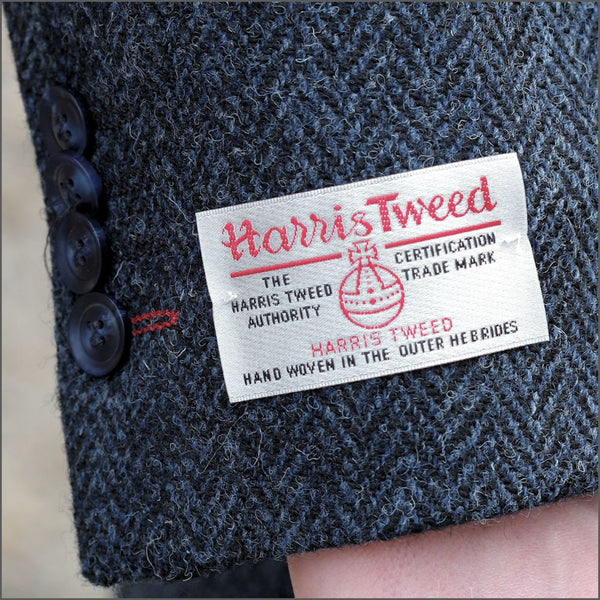 Harris Tweed
THE
HARRIS TWEED
AUTHORITY
CERTIFICATION
TRADE MARK
HARRIS TWEED
HAND WOVEN IN THE OUTER HEBRIDES